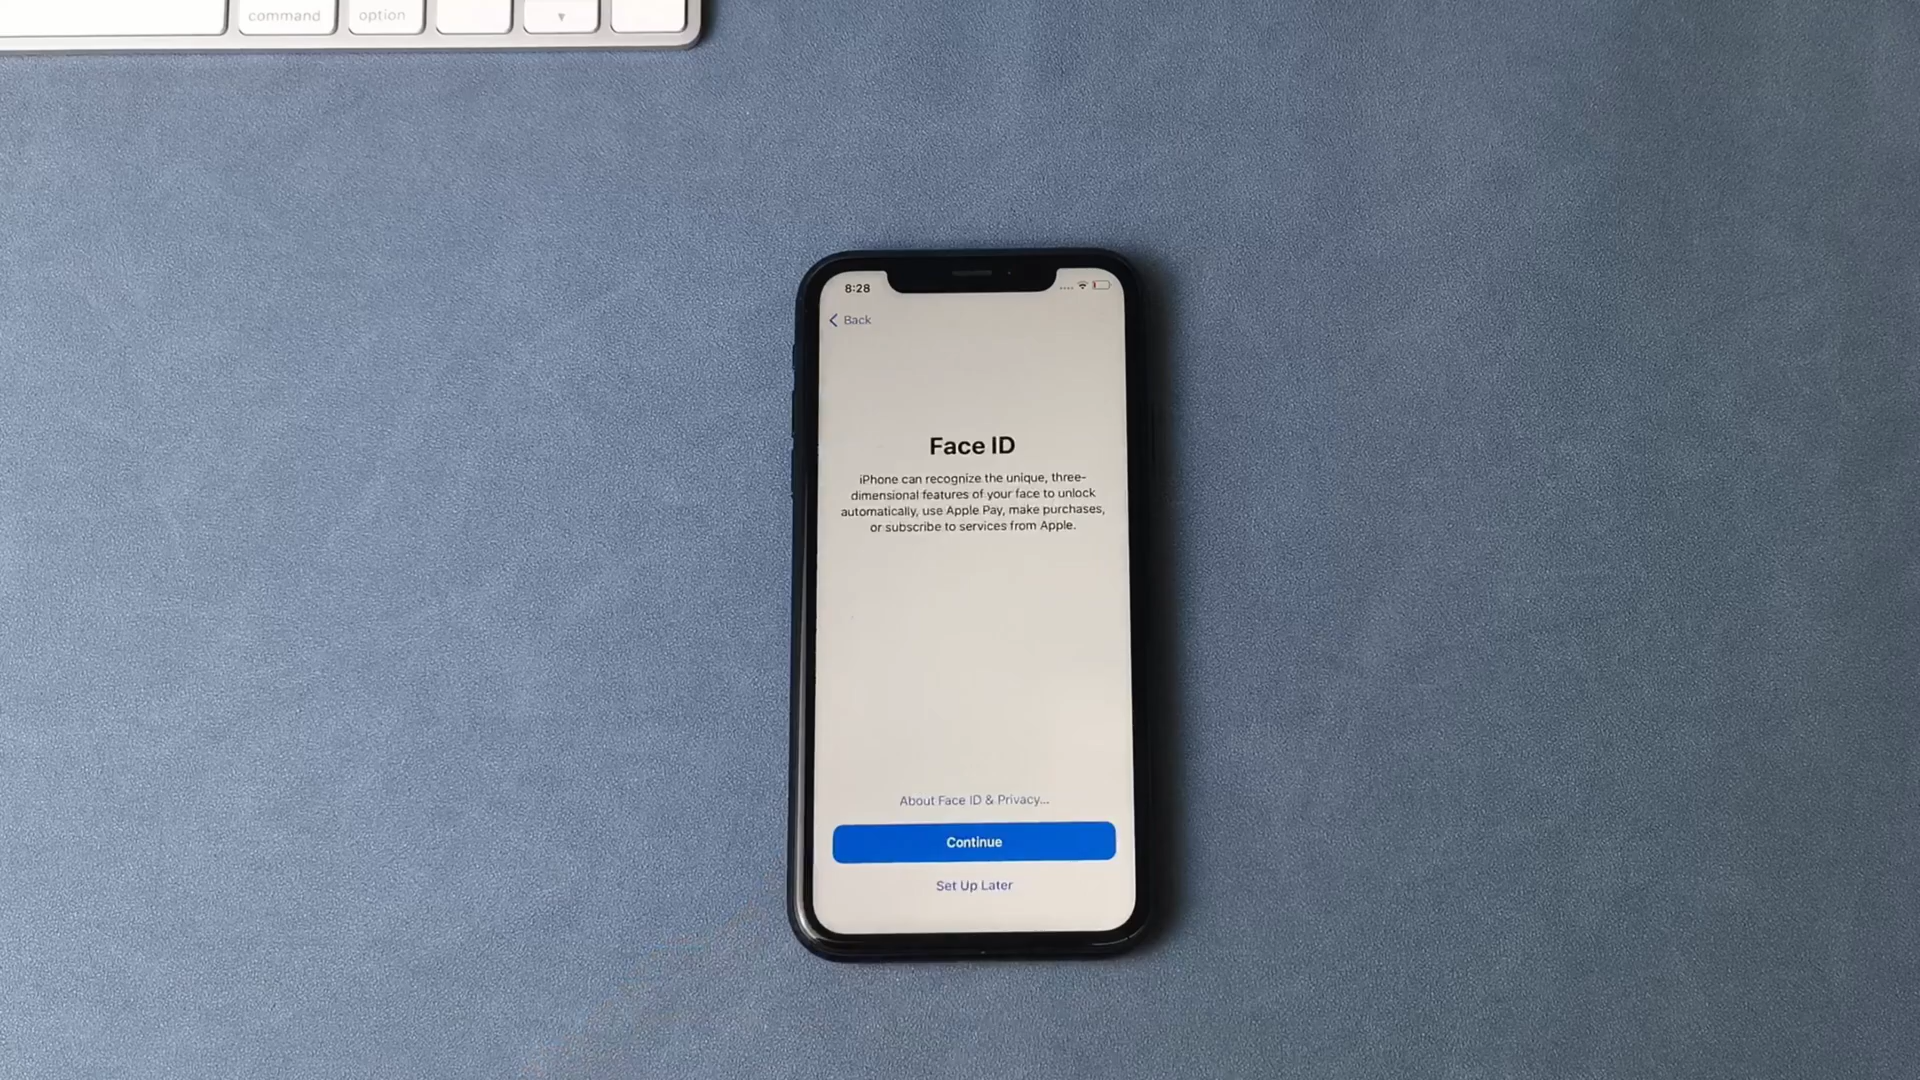 command
option
▼
8:28
Back
Face ID
iPhone can recognize the unique, three-
dimensional features of your face to unlock
automatically, use Apple Pay, make purchases,
or subscribe to services from Apple.
About Face ID & Privacy...
Continue
Set Up Later